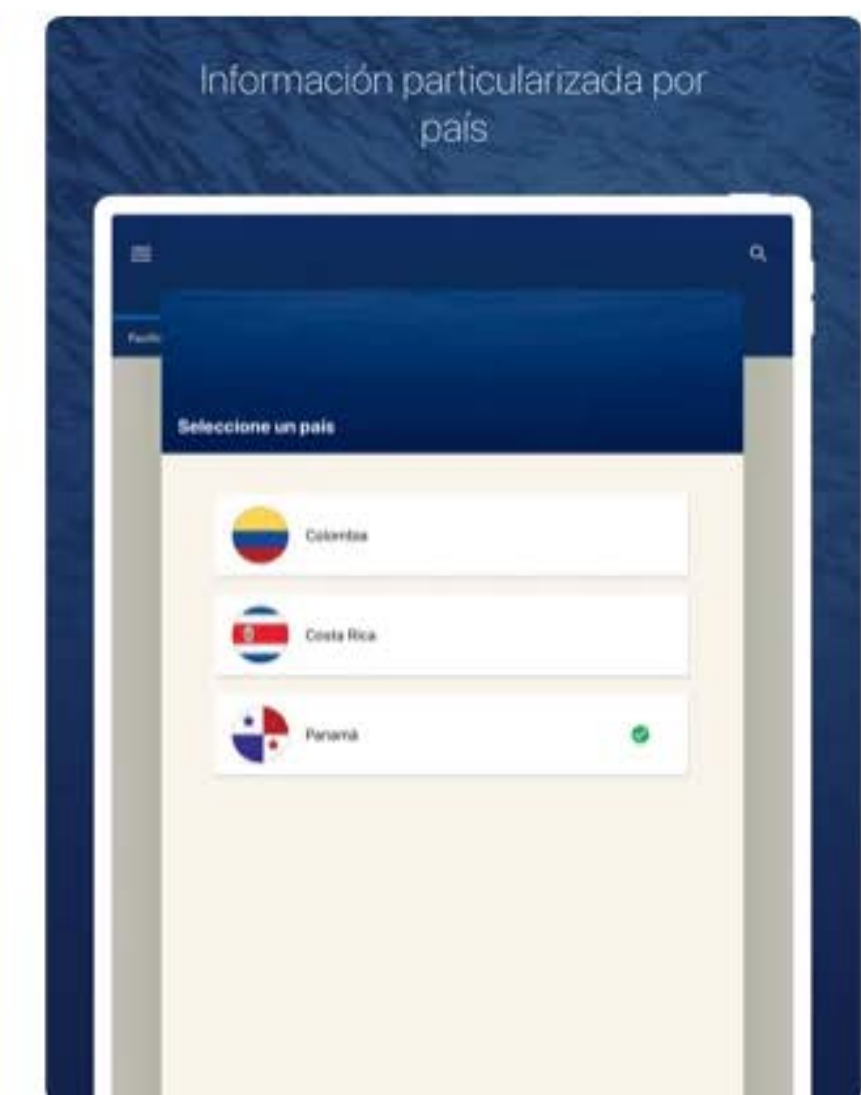 Información particularizada por
país
Seleccione un país
Colombia
Costa Rica
Panamá